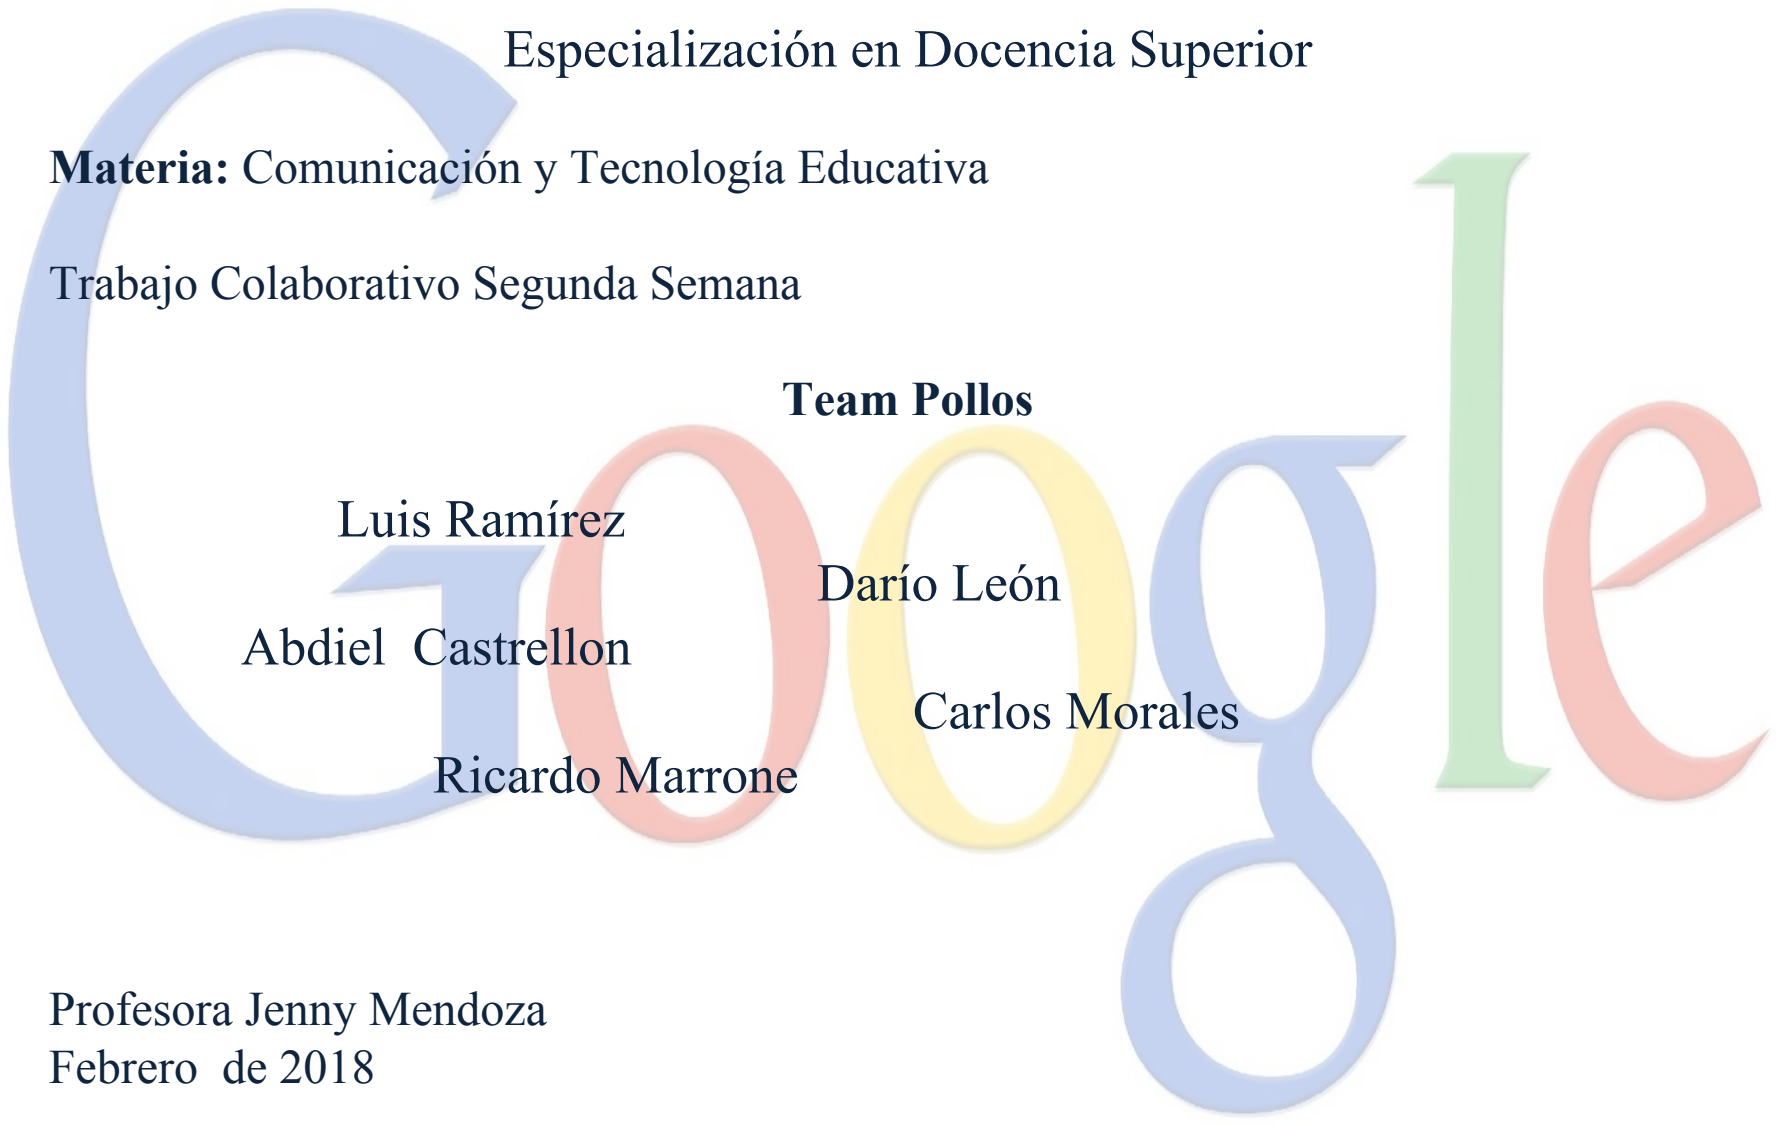 Especialización en Docencia Superior
Materia: Comunicación y Tecnología Educativa
Trabajo Colaborativo Segunda Semana
Team Pollos
Google
Luis Ramírez
Darío León
Abdiel  Castrellon
Carlos Morales
Ricardo Marrone
Profesora Jenny Mendoza
Febrero  de 2018